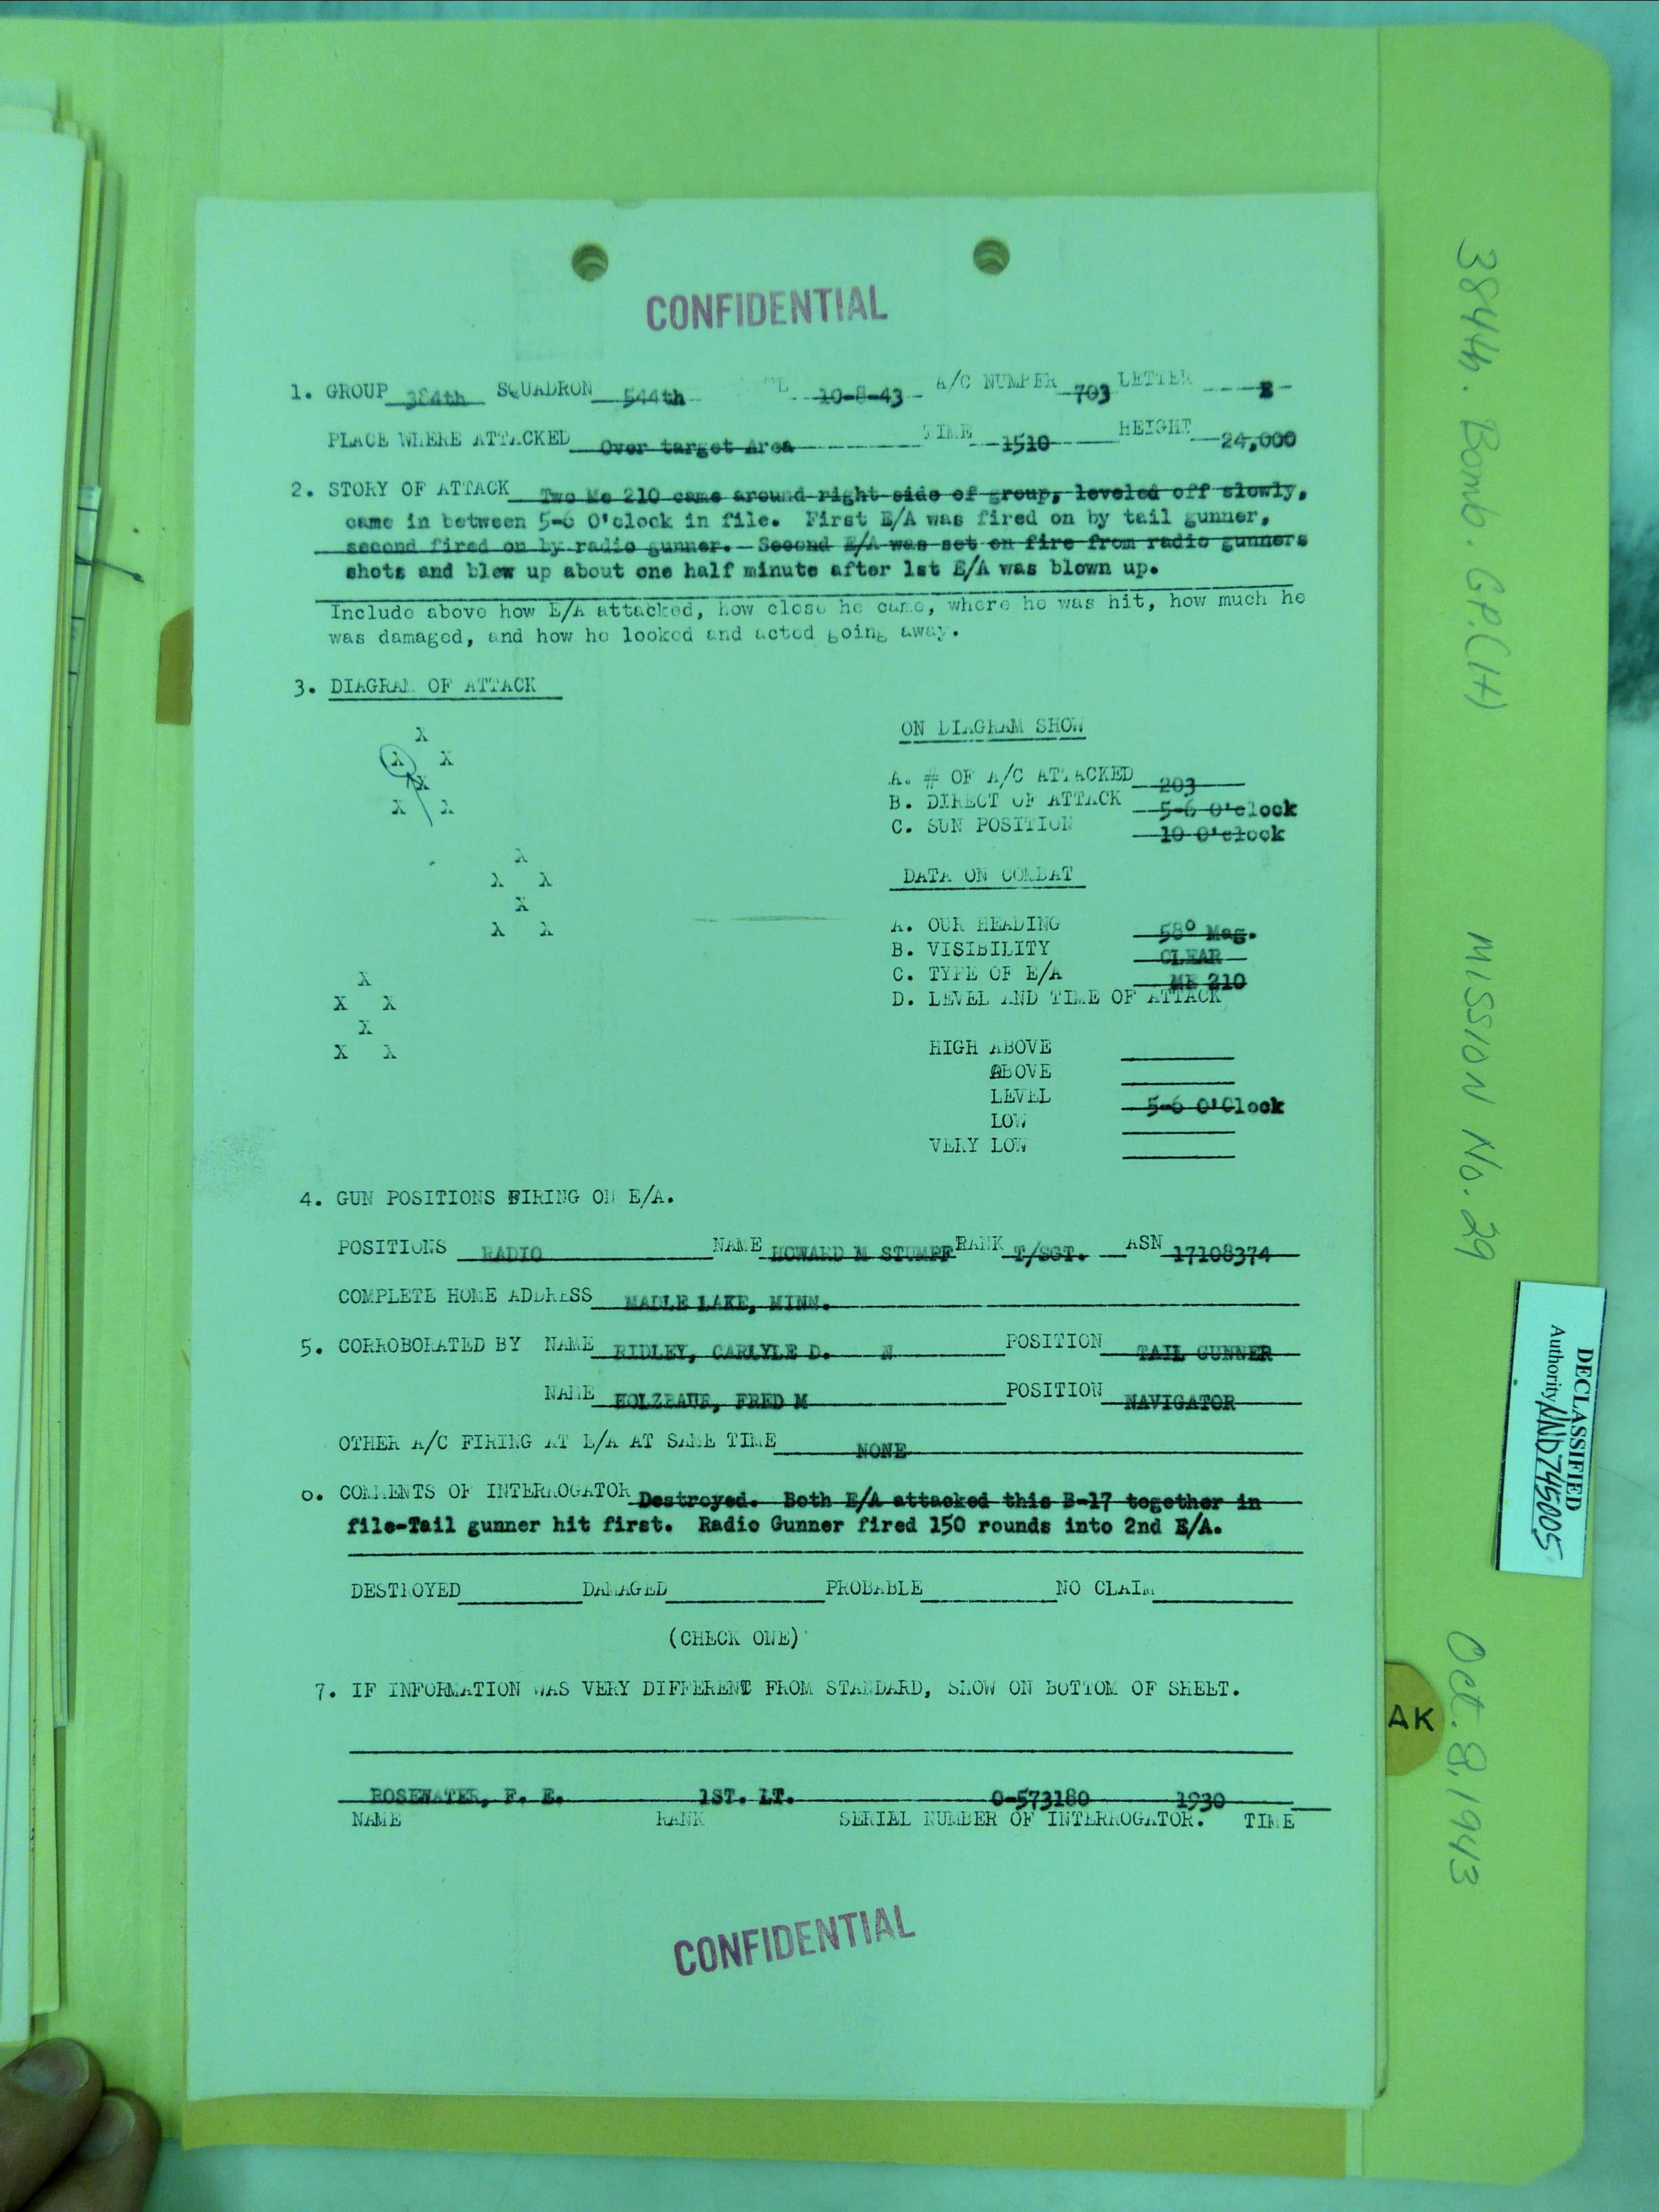 CONFIDENTIAL
1. GROUP 384th SQUADRON 544th 10-8-43 A/C NUMBER 703 LETTER
PLACE WHERE ATTACKED Over target Area TIME 1510 HEIGHT 24,000
2. STORY OF ATTACK Two Me 210 came around right side of group, leveled off slowly,
came in between 5-6 O'clock in file. First E/A was fired on by tail gunner,
second fired on by radio gunner. Second E/A was set on fire from radio gunners
shots and blew up about one half minute after 1st E/A was blown up.
Include above how E/A attacked, how close he came, where he was hit, how much he
was damaged, and how he looked and acted going away.
3. DIAGRAM OF ATTACK
X
X X
X
X X
X
X X
X
X X
X
X X
X
X X
ON DIAGRAM SHOW
A. # OF A/C ATTACKED 203
B. DIRECT OF ATTACK 5-6 O'clock
C. SUN POSITION 10 O'clock
DATA ON COMBAT
A. OUR HEADING 58° Mag.
B. VISIBILITY CLEAR
C. TYPE OF E/A ME 210
D. LEVEL AND TIME OF ATTACK
HIGH ABOVE
ABOVE
LEVEL 5-6 O'Clock
LOW
VERY LOW
4. GUN POSITIONS FIRING ON E/A.
POSITIONS RADIO NAME HOWARD M STUMPF RANK T/SGT. ASN 17108374
COMPLETE HOME ADDRESS MADLE LAKE, MINN.
5. CORROBORATED BY NAME RIDLEY, CARLYLE D. N POSITION TAIL GUNNER
NAME HOLZBAUR, FRED M POSITION NAVIGATOR
OTHER A/C FIRING AT E/A AT SAME TIME NONE
6. COMMENTS OF INTERROGATOR Destroyed. Both E/A attacked this B-17 together in
file-Tail gunner hit first. Radio Gunner fired 150 rounds into 2nd E/A.
DESTROYED DAMAGED PROBABLE NO CLAIM
(CHECK ONE)
7. IF INFORMATION WAS VERY DIFFERENT FROM STANDARD, SHOW ON BOTTOM OF SHEET.
ROSEWATER, F. E. 1ST. LT. 0-573180 1930
NAME RANK SERIAL NUMBER OF INTERROGATOR. TIME
CONFIDENTIAL
384th. Bomb. GP.(H) MISSION No. 29 Oct. 8, 1943
DECLASSIFIED
Authority NND745005
AK